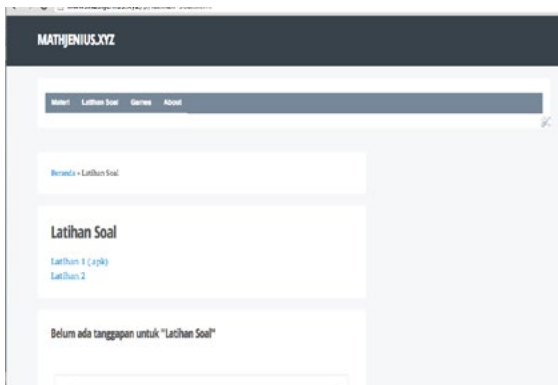 MATHJENIUS.XYZ
Materi Latihan Soal Games About
Beranda » Latihan Soal
Latihan Soal
Latihan 1 (.apk)
Latihan 2
Belum ada tanggapan untuk "Latihan Soal"